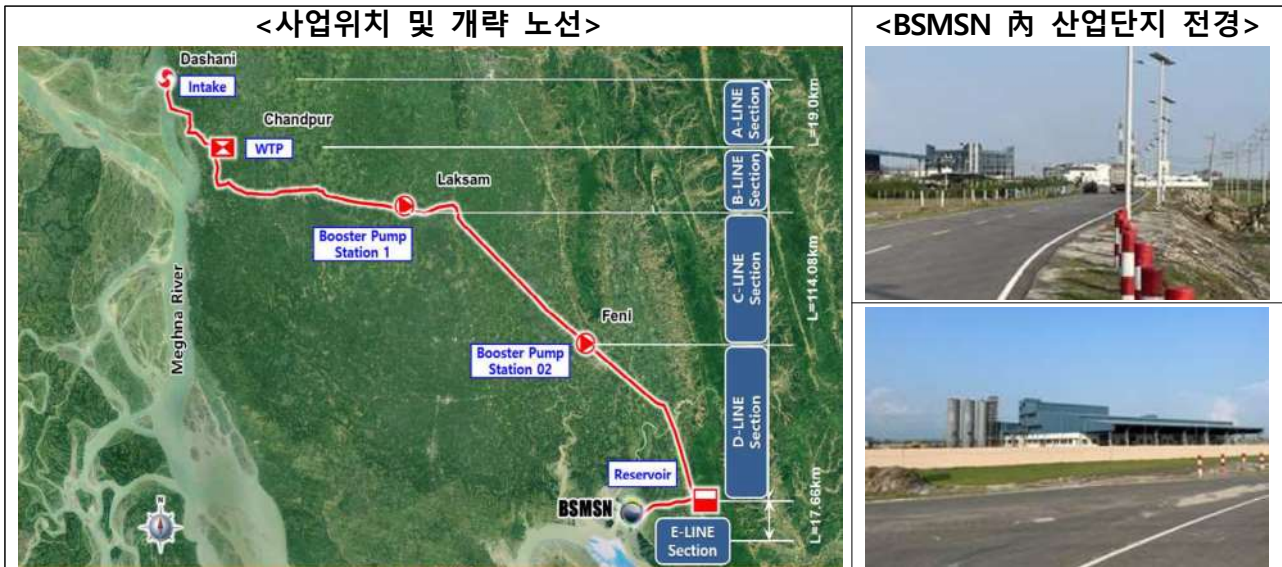 <사업위치 및 개략 노선>
<BSMSN 內 산업단지 전경>
Dashani
Intake
Chandpur
WTP
Laksam
Booster Pump
Station 1
Meghna River
Feni
Booster Pump
Station 02
Reservoir
BSMSN
N
A-LINE
Section
B-LINE
Section
C-LINE
Section
D-LINE
Section
E-LINE
Section
L=19.0km
L=114.08km
L=17.66km